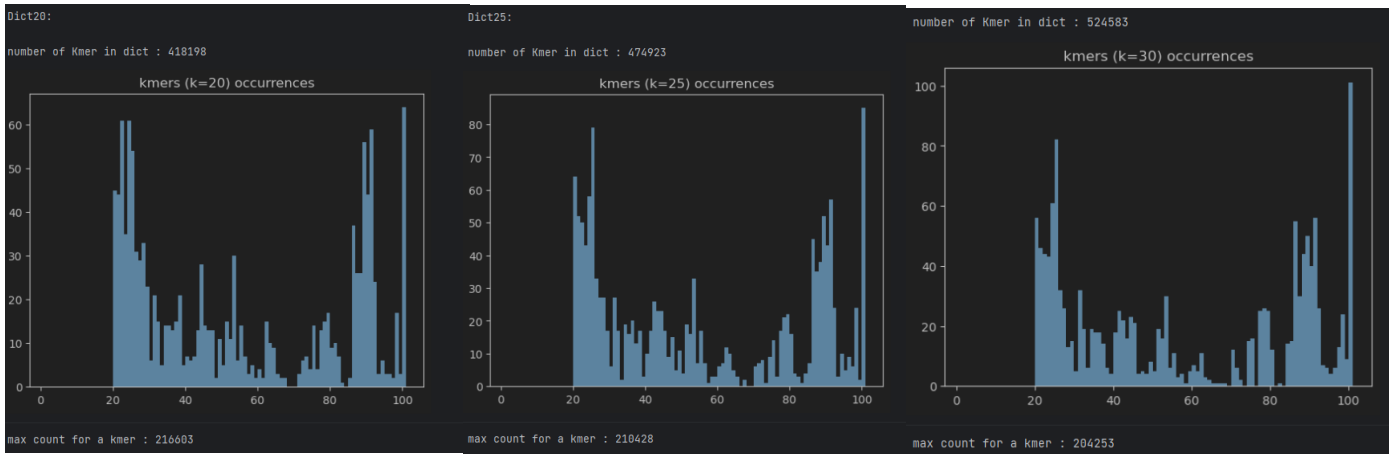 Dict20:
number of Kmer in dict : 418198
kmers (k=20) occurrences
60
50
40
30
20
10
0
0 20 40 60 80 100
max count for a kmer : 216603
Dict25:
number of Kmer in dict : 474923
kmers (k=25) occurrences
80
70
60
50
40
30
20
10
0
0 20 40 60 80 100
max count for a kmer : 210428
number of Kmer in dict : 524583
kmers (k=30) occurrences
100
80
60
40
20
0
0 20 40 60 80 100
max count for a kmer : 204253